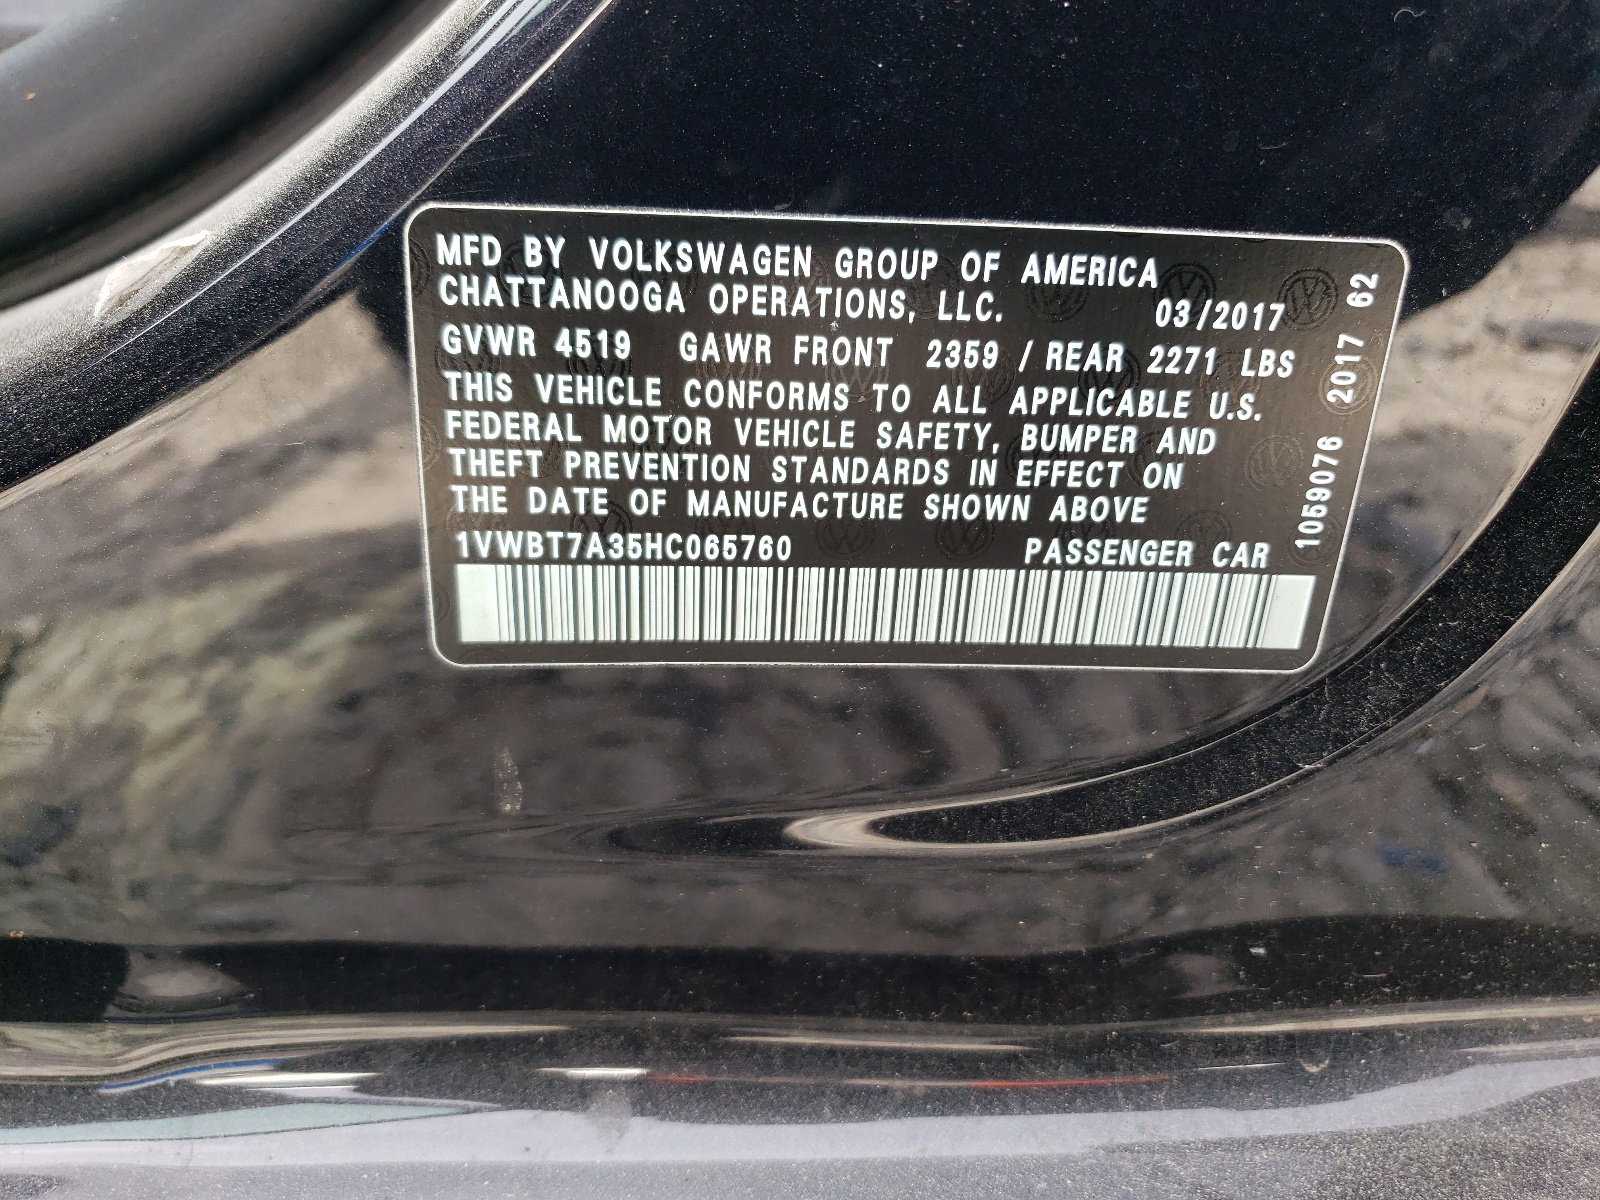 MFD BY VOLKSWAGEN GROUP OF AMERICA
CHATTANOOGA OPERATIONS, LLC. 03/2017
GVWR 4519 GAWR FRONT 2359 / REAR 2271 LBS
THIS VEHICLE CONFORMS TO ALL APPLICABLE U.S.
FEDERAL MOTOR VEHICLE SAFETY, BUMPER AND
THEFT PREVENTION STANDARDS IN EFFECT ON
THE DATE OF MANUFACTURE SHOWN ABOVE
1VWBT7A35HC065760 PASSENGER CAR
1059076 2017 62